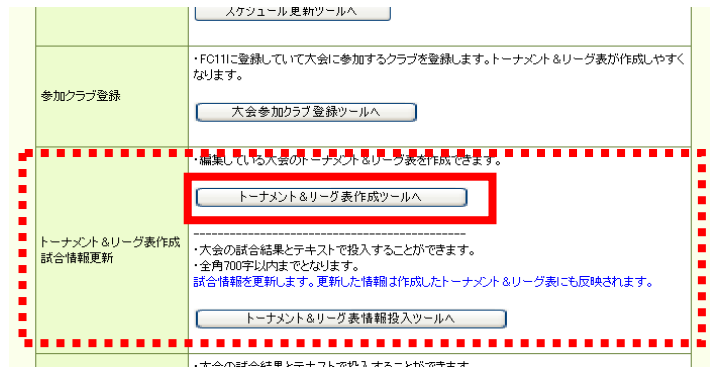 スケジュール更新ツールへ
参加クラブ登録
・FC11に登録していて大会に参加するクラブを登録します。トーナメント&リーグ表が作成しやすく
なります。
大会参加クラブ登録ツールへ
トーナメント&リーグ表作成
試合情報更新
・編集している大会のトーナメント&リーグ表を作成できます。
トーナメント&リーグ表作成ツールへ
----------------------------------------
・大会の試合結果とテキストで投入することができます。
・全角700字以内までとなります。
試合情報を更新します。更新した情報は作成したトーナメント&リーグ表にも反映されます。
トーナメント&リーグ表情報投入ツールへ
・大会の試合結果とテキストで投入することができます。